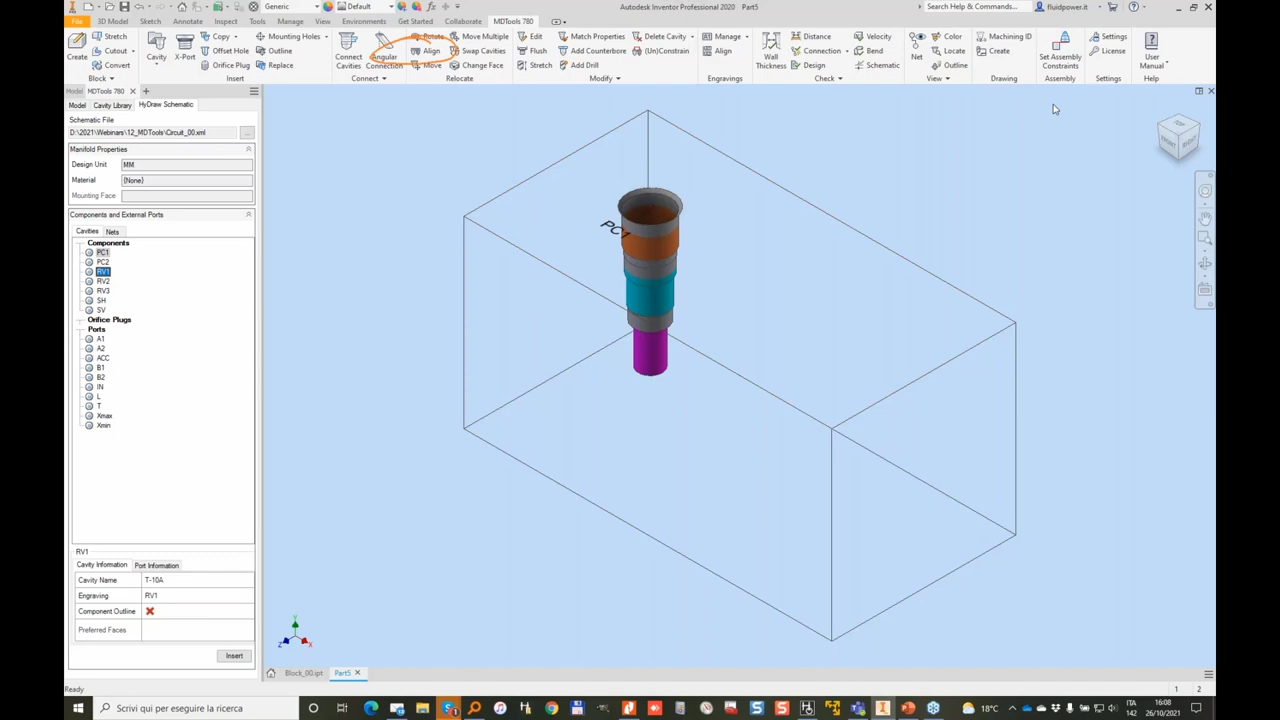 Generic
Default
Autodesk Inventor Professional 2020 Part5
Search Help & Commands...
fluidpower.it
File 3D Model Sketch Annotate Inspect Tools Manage View Environments Get Started Collaborate MDTools 780
Create
Stretch
Cutout
Convert
Block
Cavity
X-Port
Copy
Offset Hole
Orifice Plug
Mounting Holes
Outline
Replace
Insert
Connect Cavities
Angular Connection
Connect
Rotate
Align
Move
Move Multiple
Swap Cavities
Change Face
Relocate
Edit
Flush
Stretch
Match Properties
Add Counterbore
Add Drill
Delete Cavity
(Un)Constrain
Modify
Manage
Align
Engravings
Wall Thickness
Distance
Connection
Design
Velocity
Bend
Schematic
Check
Net
Color
Locate
Outline
View
Machining ID
Create
Drawing
Set Assembly Constraints
Assembly
Settings
License
Settings
User Manual
Help
Model MDTools 780
Model Cavity Library HyDraw Schematic
Schematic File
D:\2021\Webinars\12_MDTools\Circuit_00.xml
...
Manifold Properties
Design Unit MM
Material {None}
Mounting Face
Components and External Ports
Cavities Nets
Components
PC1
PC2
RV1
RV2
RV3
SH
SV
Orifice Plugs
Ports
A1
A2
ACC
B1
B2
IN
L
T
Xmax
Xmin
RV1
Cavity Information Port Information
Cavity Name T-10A
Engraving RV1
Component Outline
Preferred Faces
Insert
PC1
TOP
FRONT
RIGHT
Y
Z
X
Block_00.ipt Part5
Ready
1 2
Scrivi qui per eseguire la ricerca
18°C
ITA
142
16:08
26/10/2021